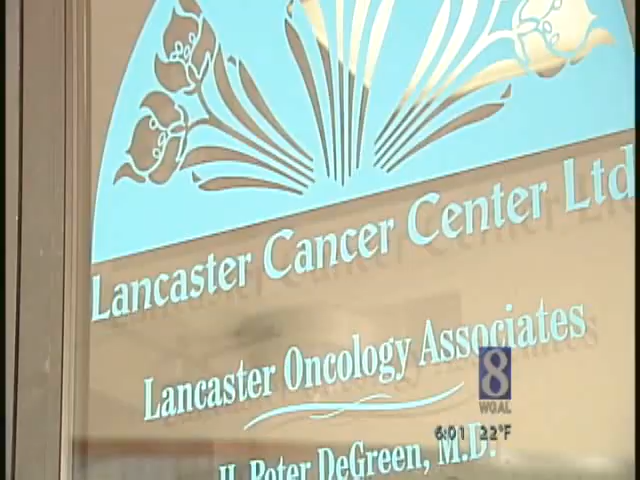 Lancaster Cancer Center Ltd
Lancaster Oncology Associates
8
WGAL
6:01 22°F
H. Peter DeGreen, M.D.